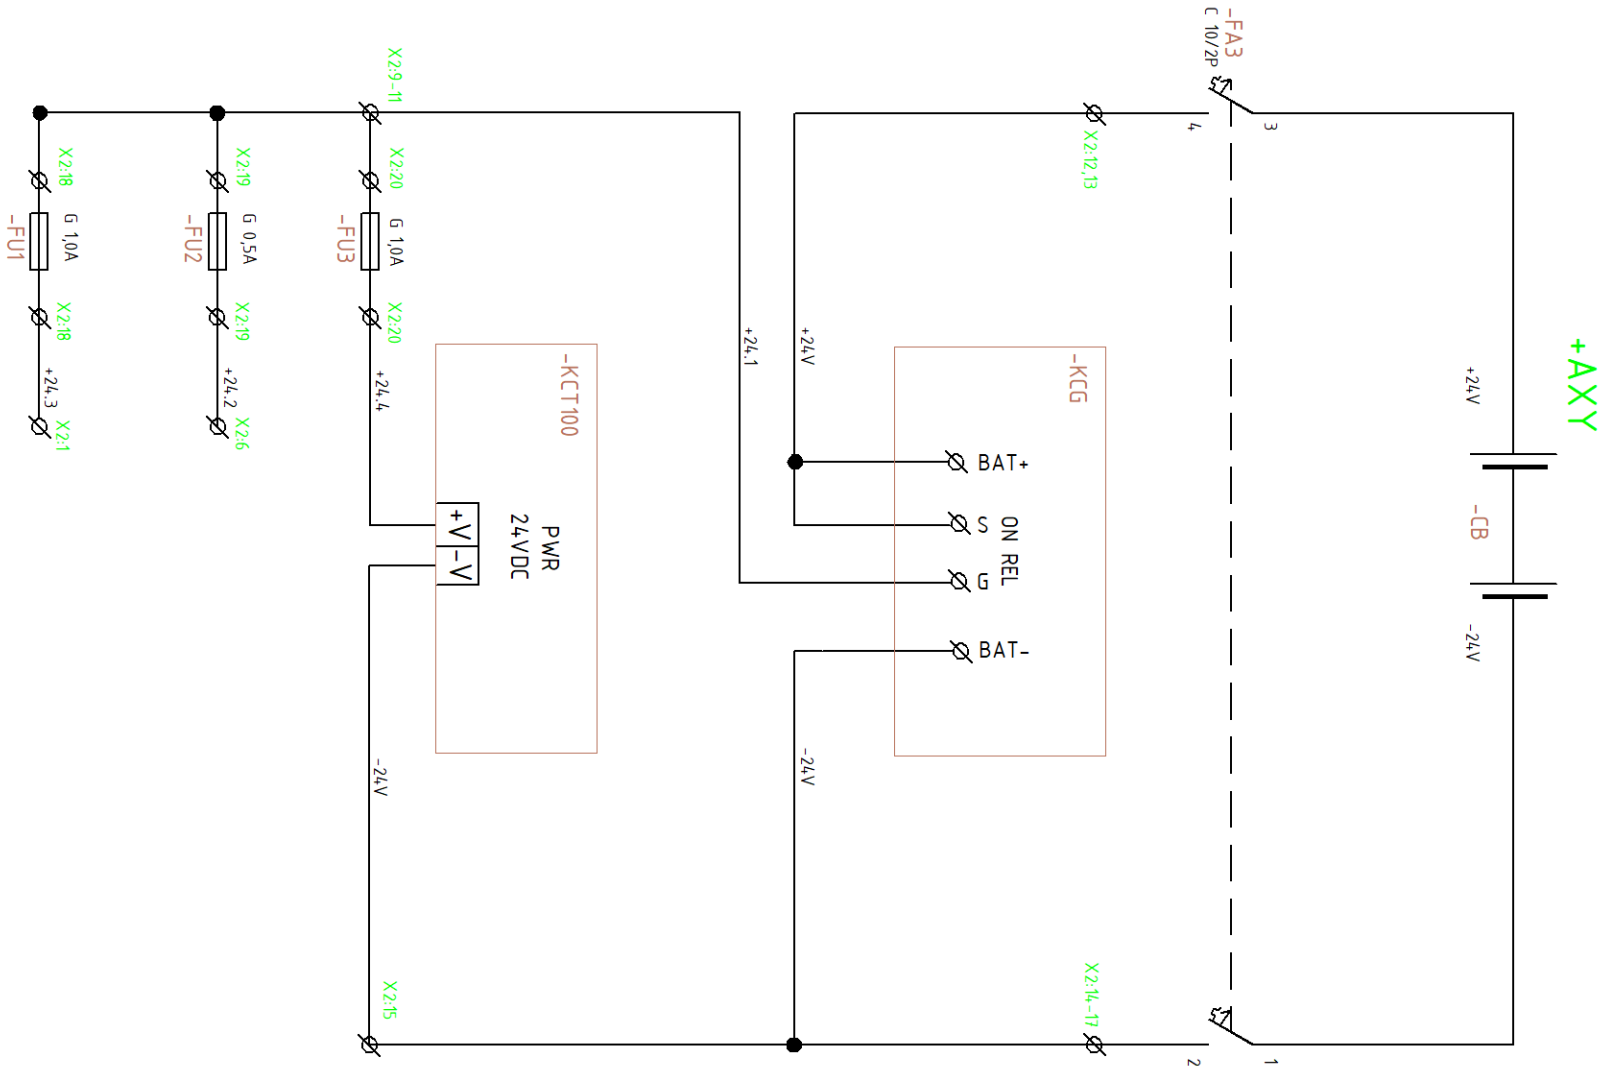 +AXY
-FA3
C 10/2P
3
4
X2:12,13
+24V
-CB
-24V
X2:14-17
1
2
-KCG
BAT+
S
ON REL
G
BAT-
+24V
+24.1
-24V
-KCT100
PWR
24VDC
+V
-V
X2:9-11
X2:20
G 1,0A
-FU3
X2:20
+24.4
-24V
X2:15
X2:19
G 0,5A
-FU2
X2:19
+24.2
X2:6
X2:18
G 1,0A
-FU1
X2:18
+24.3
X2:1